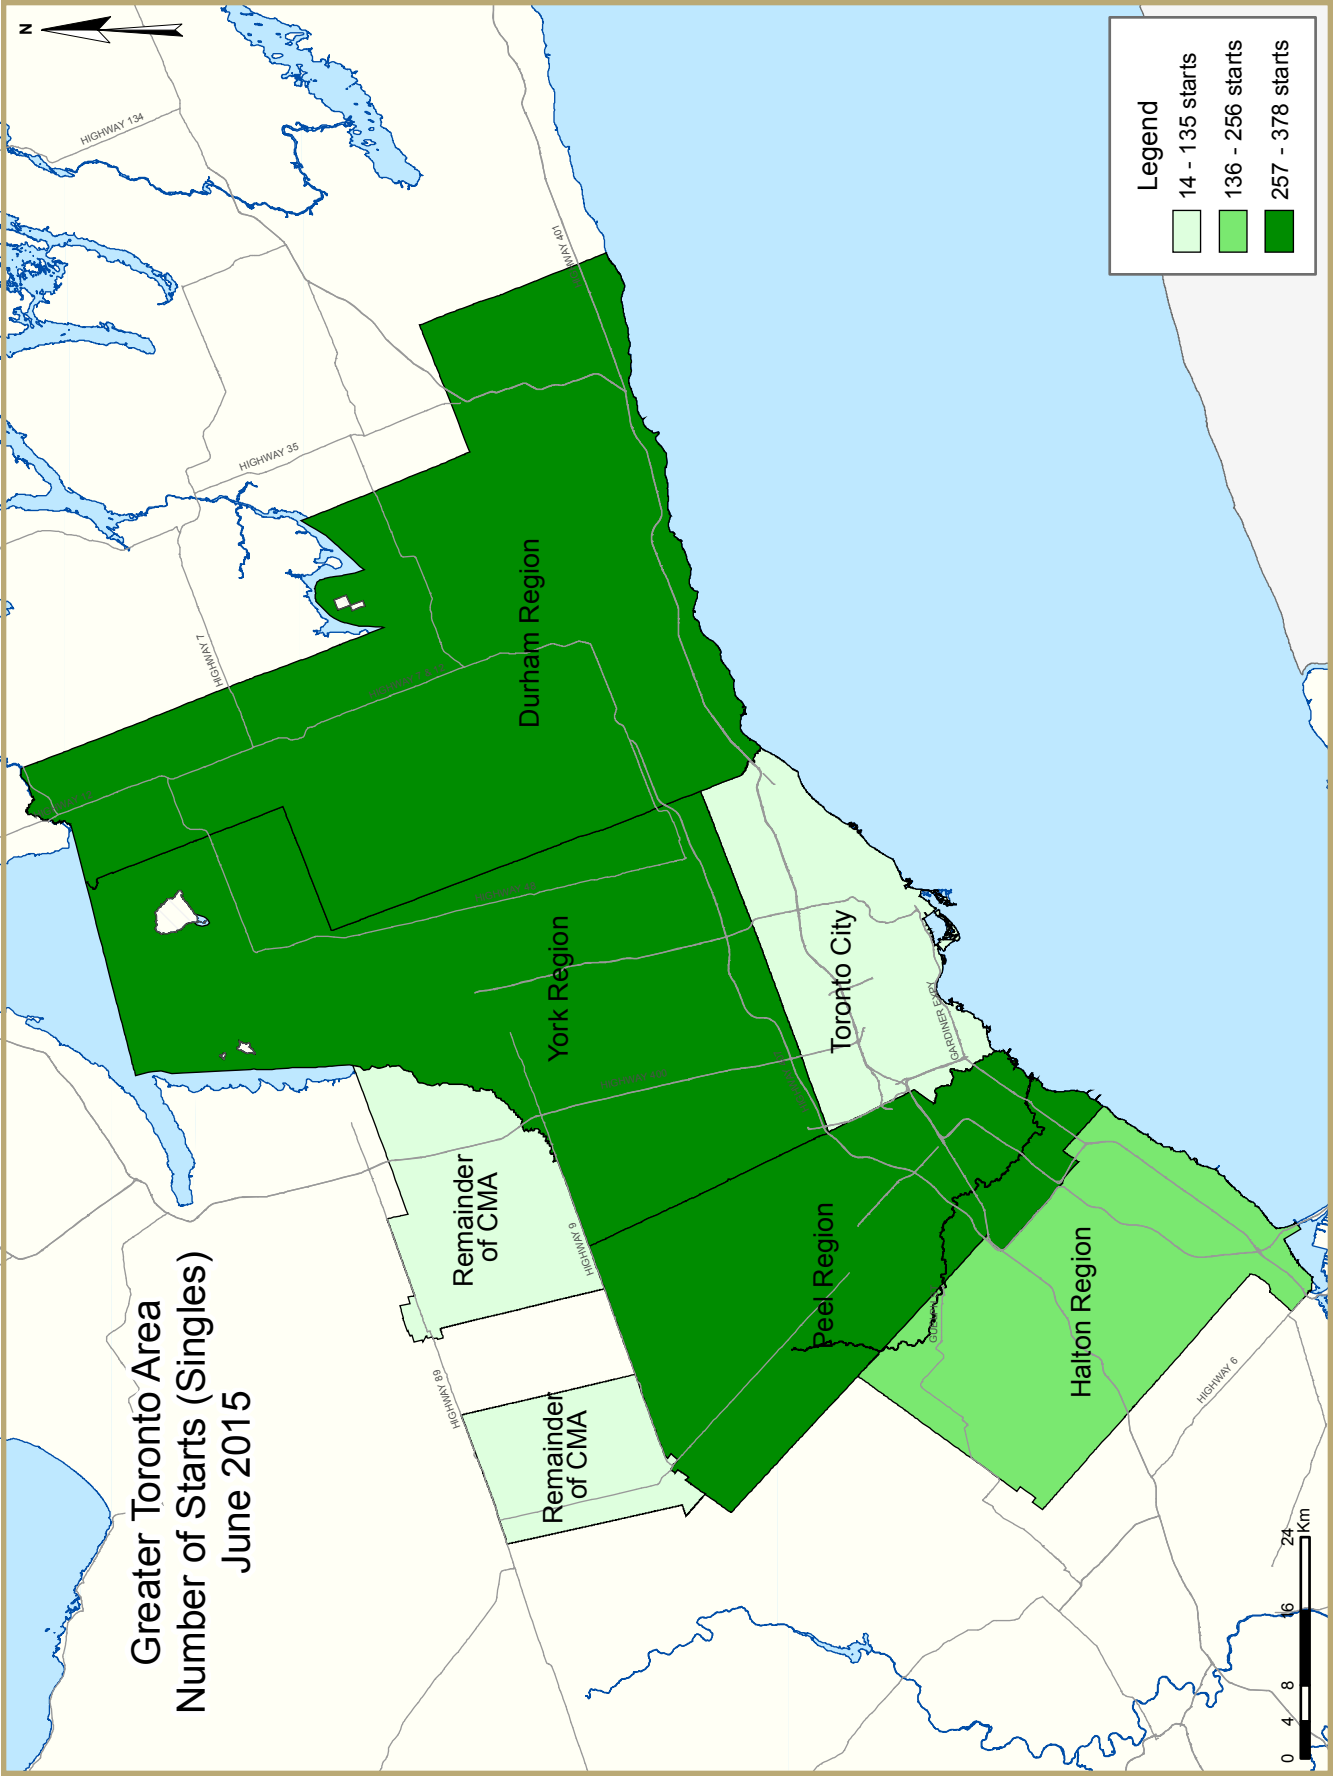 Greater Toronto Area
Number of Starts (Singles)
June 2015
N
HIGHWAY 134
HIGHWAY 35
HIGHWAY 7
WAY 401
Durham Region
York Region
Toronto City
GARDINER EXPY
Remainder
of CMA
HIGHWAY 9
HIGHWAY 89
Remainder
of CMA
Peel Region
Halton Region
HIGHWAY 6
Legend
14 - 135 starts
136 - 256 starts
257 - 378 starts
0 4 8 16 24
Km